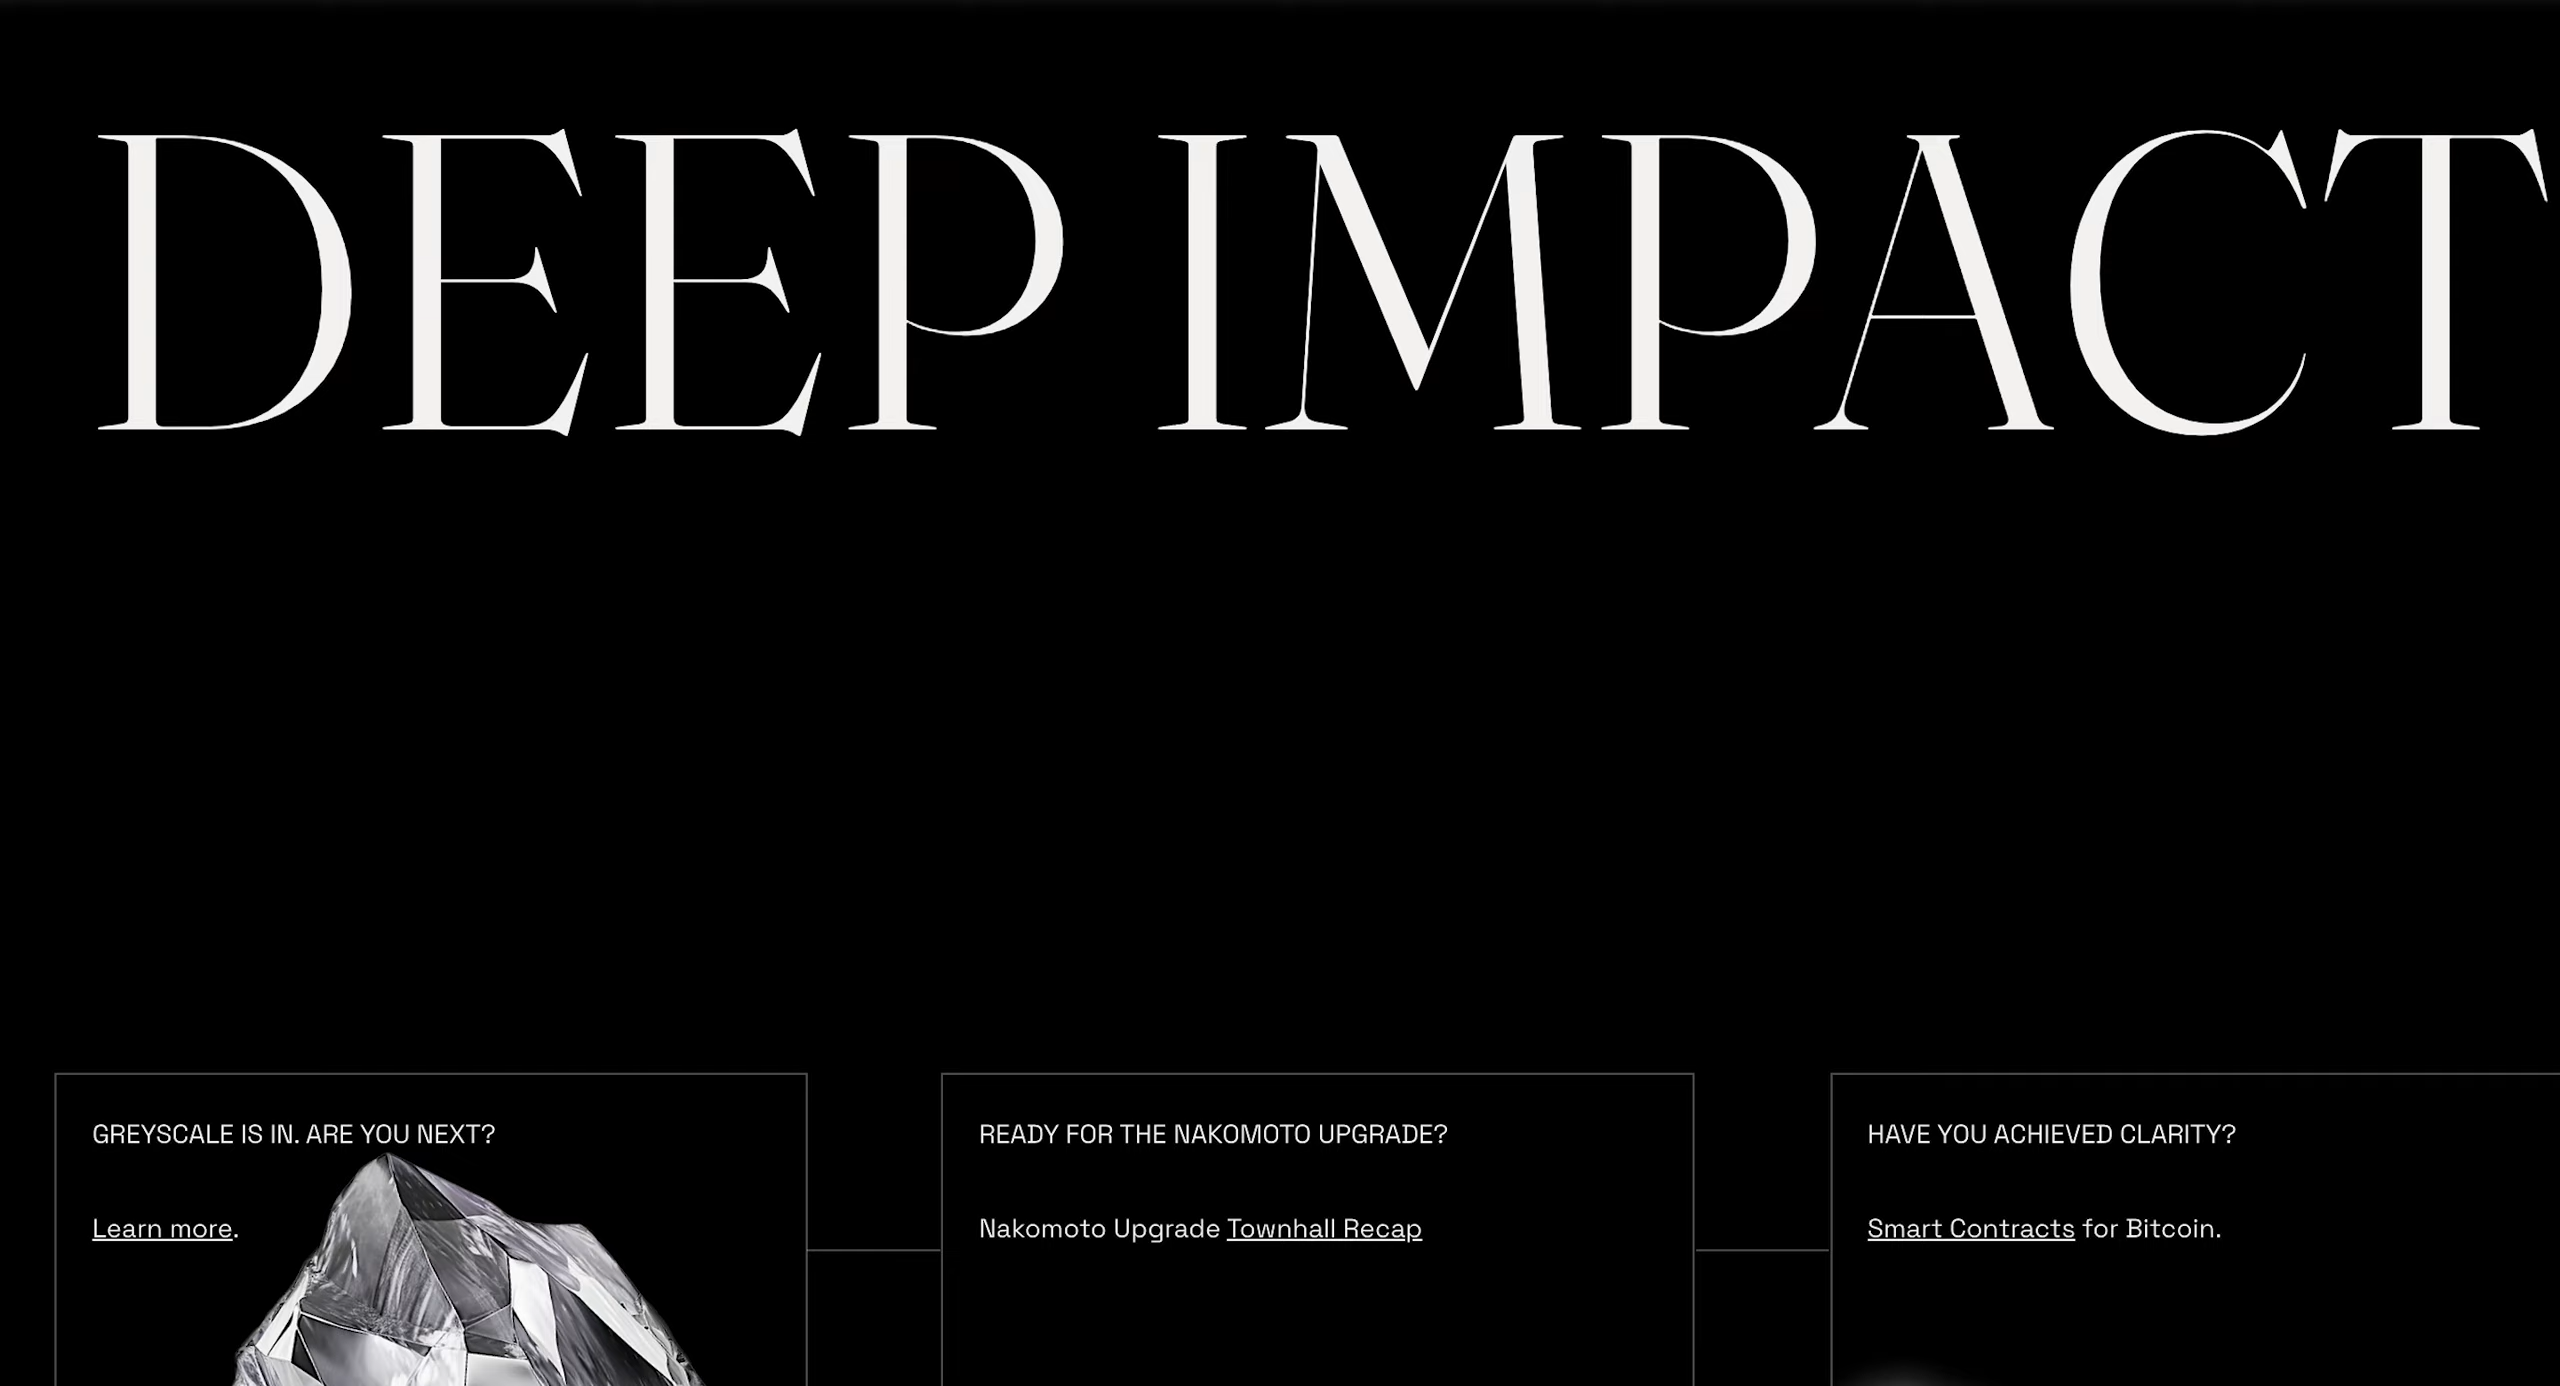 DEEP IMPACT
GREYSCALE IS IN. ARE YOU NEXT?
Learn more.
READY FOR THE NAKOMOTO UPGRADE?
Nakomoto Upgrade Townhall Recap
HAVE YOU ACHIEVED CLARITY?
Smart Contracts for Bitcoin.